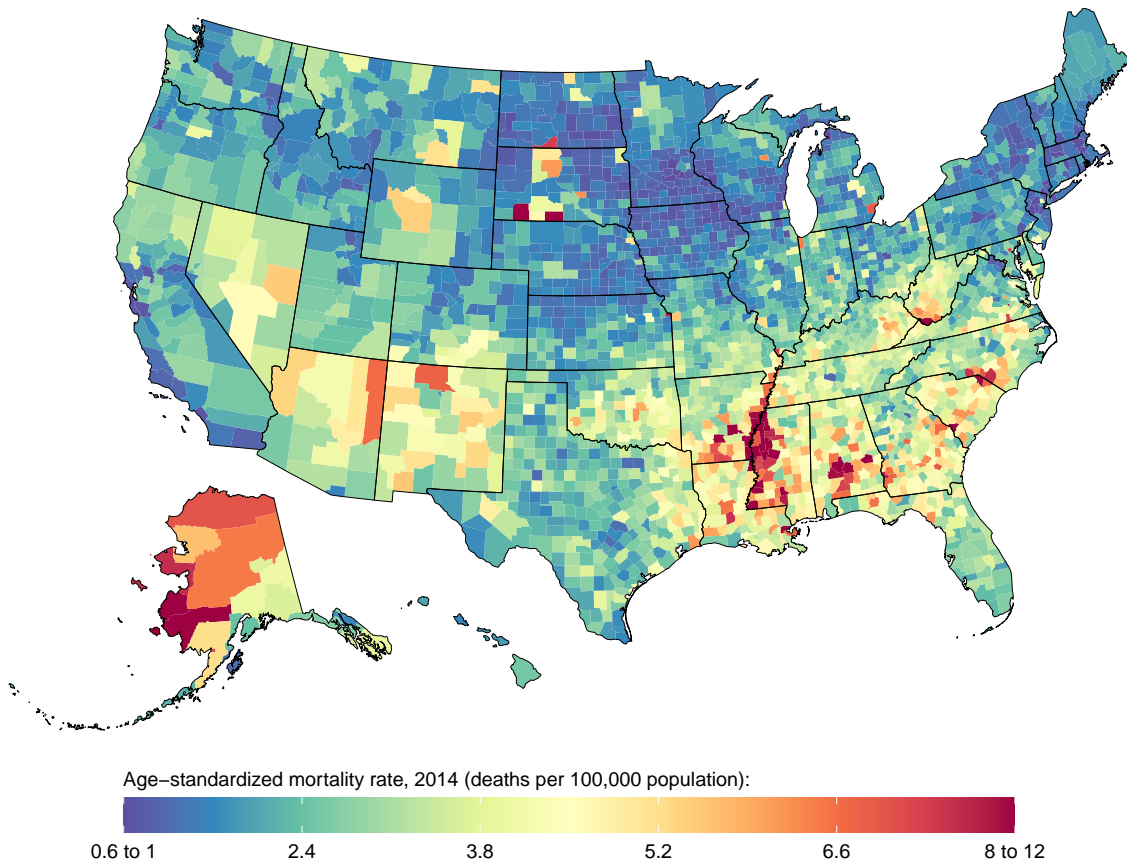 Age−standardized mortality rate, 2014 (deaths per 100,000 population):
0.6 to 1 2.4 3.8 5.2 6.6 8 to 12